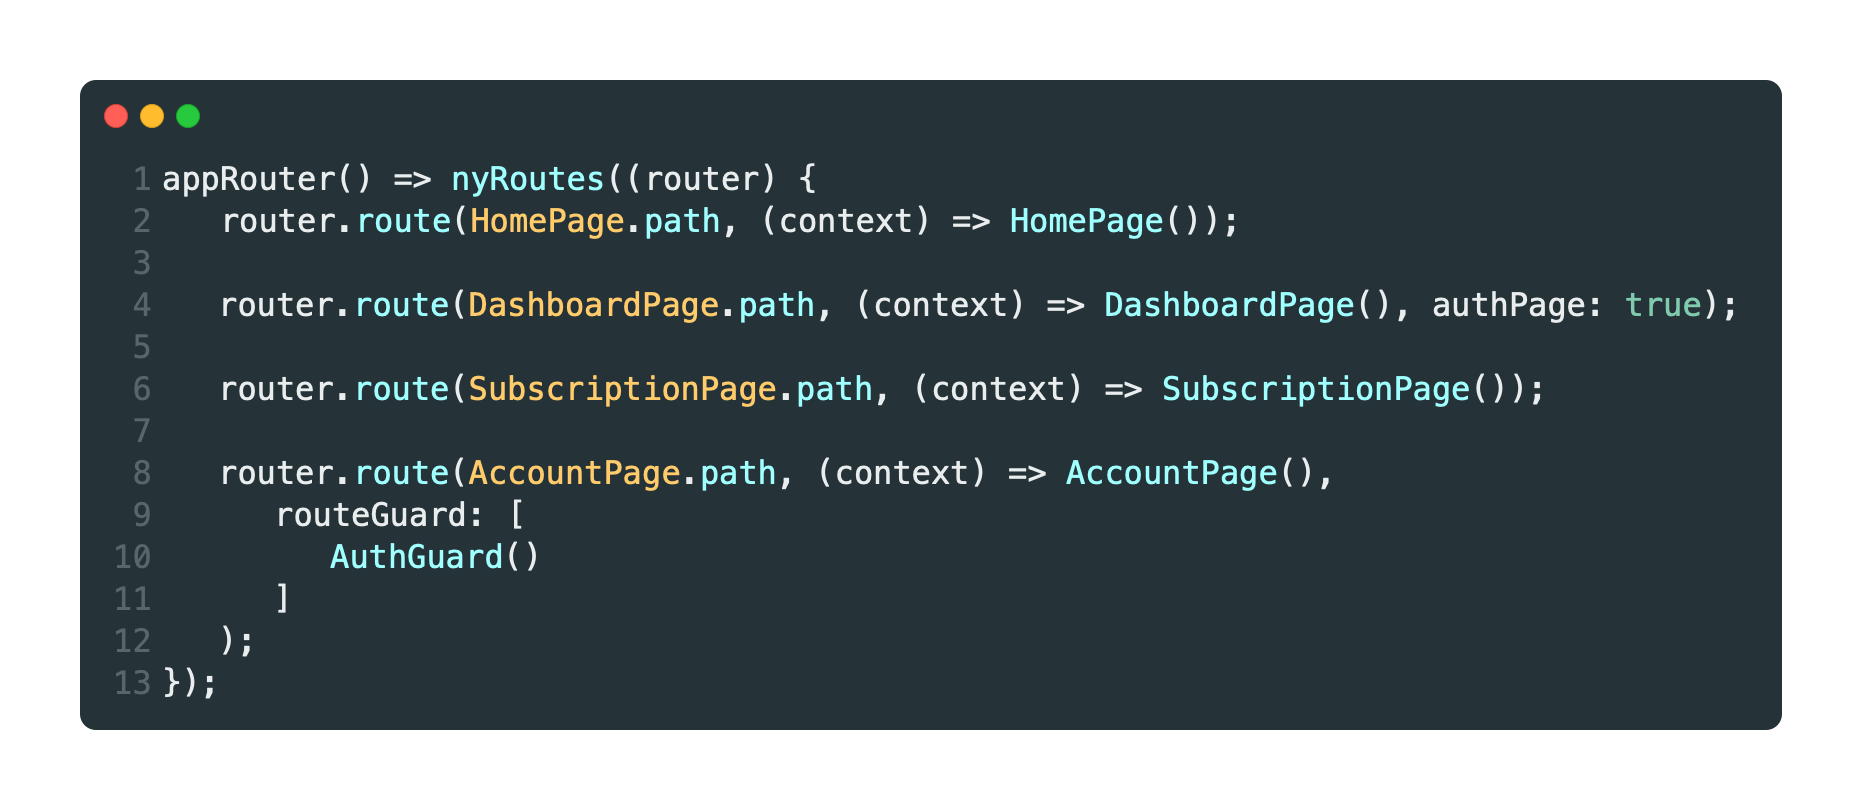 1 appRouter() => nyRoutes((router) {
2    router.route(HomePage.path, (context) => HomePage());
3
4    router.route(DashboardPage.path, (context) => DashboardPage(), authPage: true);
5
6    router.route(SubscriptionPage.path, (context) => SubscriptionPage());
7
8    router.route(AccountPage.path, (context) => AccountPage(),
9       routeGuard: [
10          AuthGuard()
11       ]
12    );
13 });